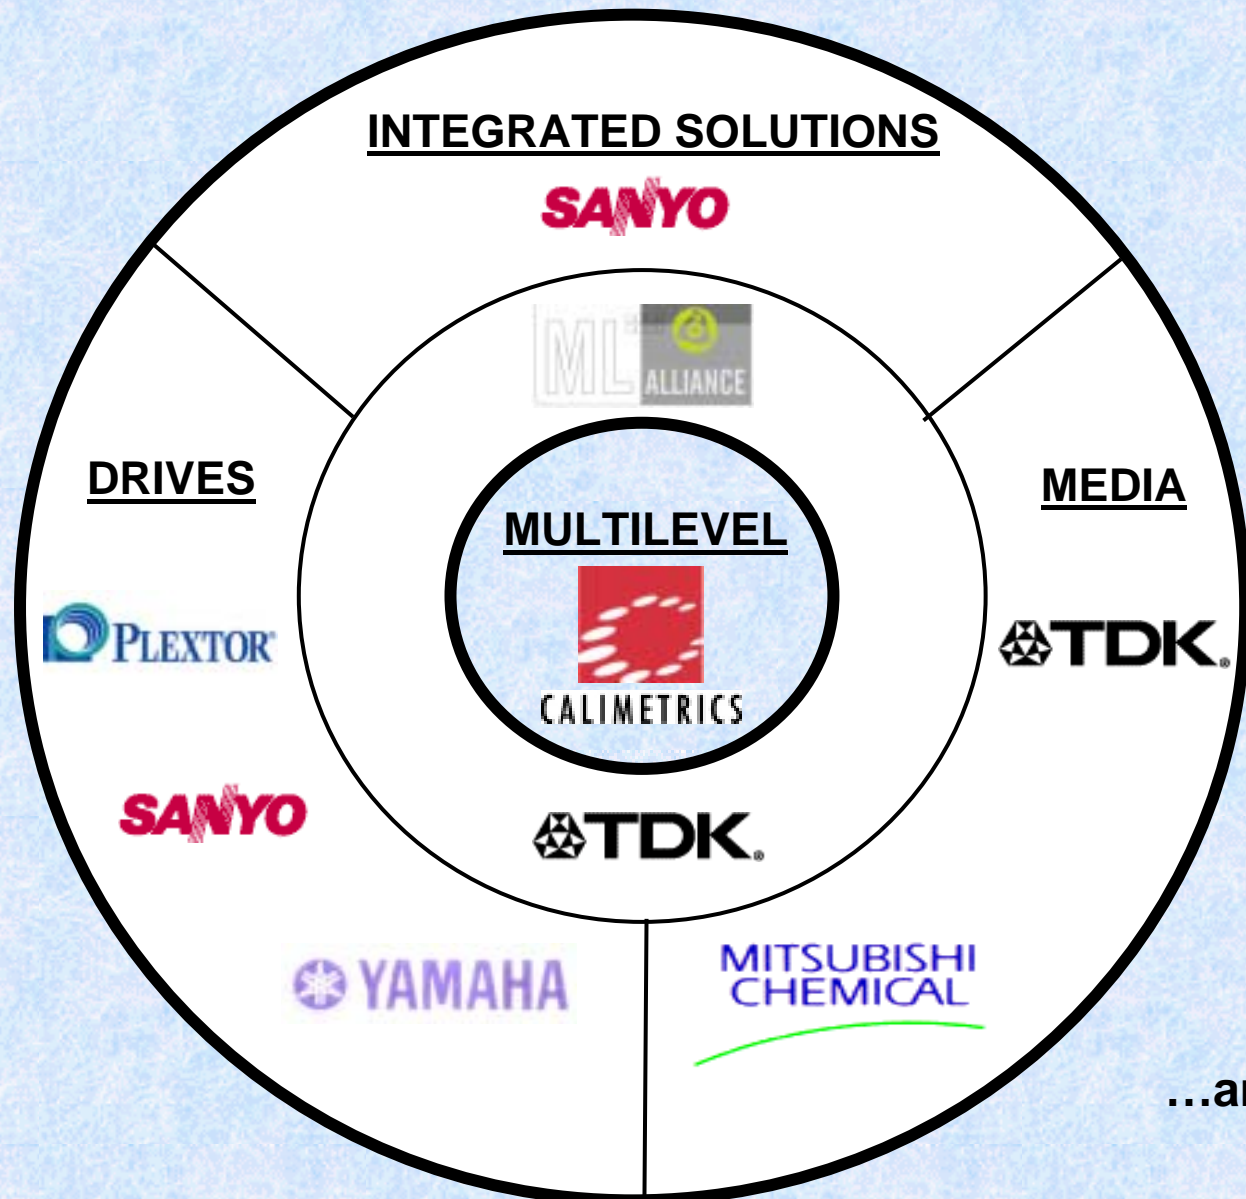 INTEGRATED SOLUTIONS
SANYO
ML
ALLIANCE
DRIVES
MEDIA
MULTILEVEL
CALIMETRICS
PLEXTOR®
TDK®
SANYO
TDK®
YAMAHA
MITSUBISHI
CHEMICAL